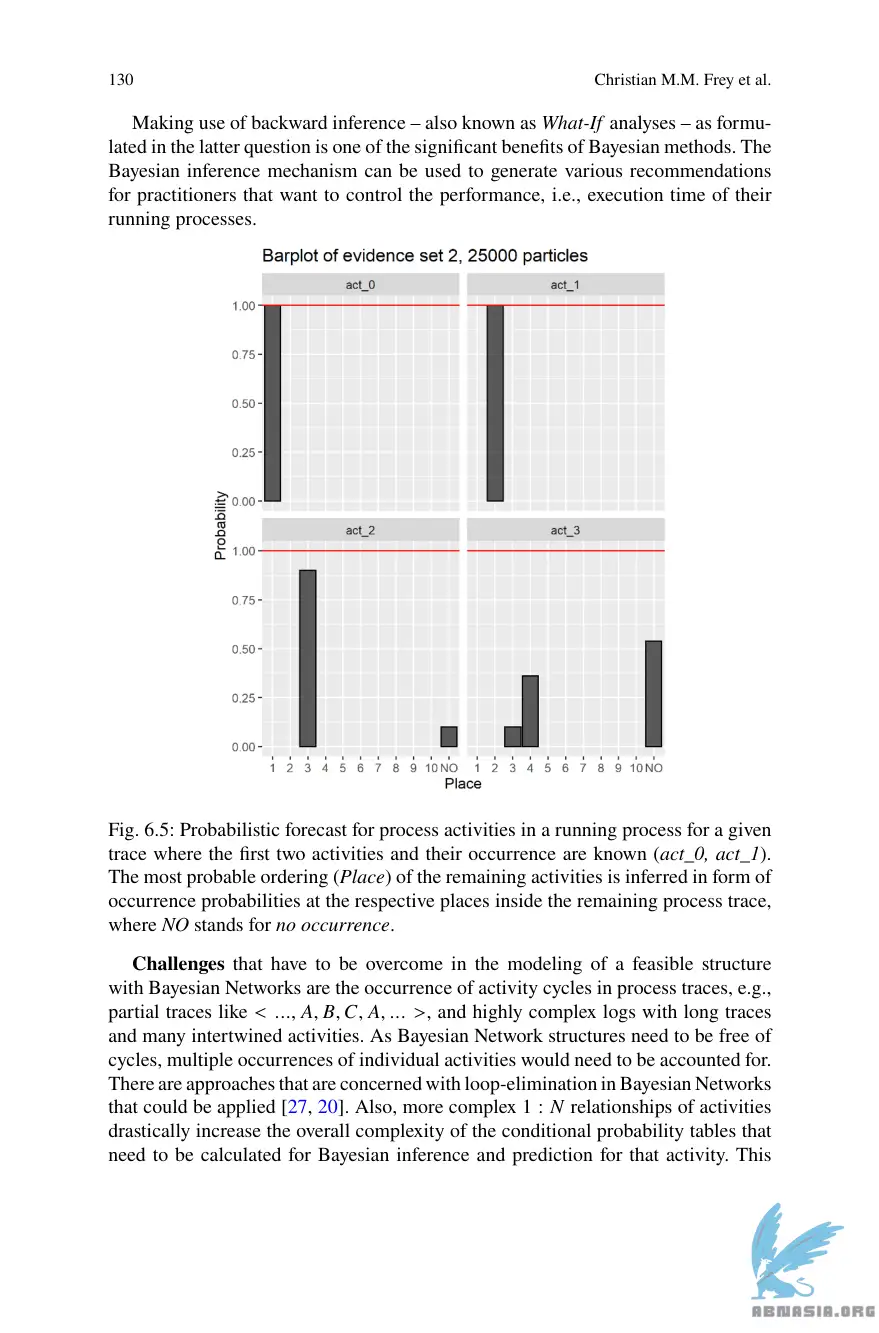 130 Christian M.M. Frey et al.
Making use of backward inference – also known as What-If analyses – as formu-
lated in the latter question is one of the significant benefits of Bayesian methods. The
Bayesian inference mechanism can be used to generate various recommendations
for practitioners that want to control the performance, i.e., execution time of their
running processes.
Barplot of evidence set 2, 25000 particles
act_0 act_1
1.00
0.75
0.50
0.25
0.00
Probability
act_2 act_3
1.00
0.75
0.50
0.25
0.00
1 2 3 4 5 6 7 8 9 10 NO 1 2 3 4 5 6 7 8 9 10 NO
Place
Fig. 6.5: Probabilistic forecast for process activities in a running process for a given
trace where the first two activities and their occurrence are known (act_0, act_1).
The most probable ordering (Place) of the remaining activities is inferred in form of
occurrence probabilities at the respective places inside the remaining process trace,
where NO stands for no occurrence.
Challenges that have to be overcome in the modeling of a feasible structure
with Bayesian Networks are the occurrence of activity cycles in process traces, e.g.,
partial traces like < ..., A, B, C, A, ... >, and highly complex logs with long traces
and many intertwined activities. As Bayesian Network structures need to be free of
cycles, multiple occurrences of individual activities would need to be accounted for.
There are approaches that are concerned with loop-elimination in Bayesian Networks
that could be applied [27, 20]. Also, more complex 1 : N relationships of activities
drastically increase the overall complexity of the conditional probability tables that
need to be calculated for Bayesian inference and prediction for that activity. This
ABNASIA.ORG